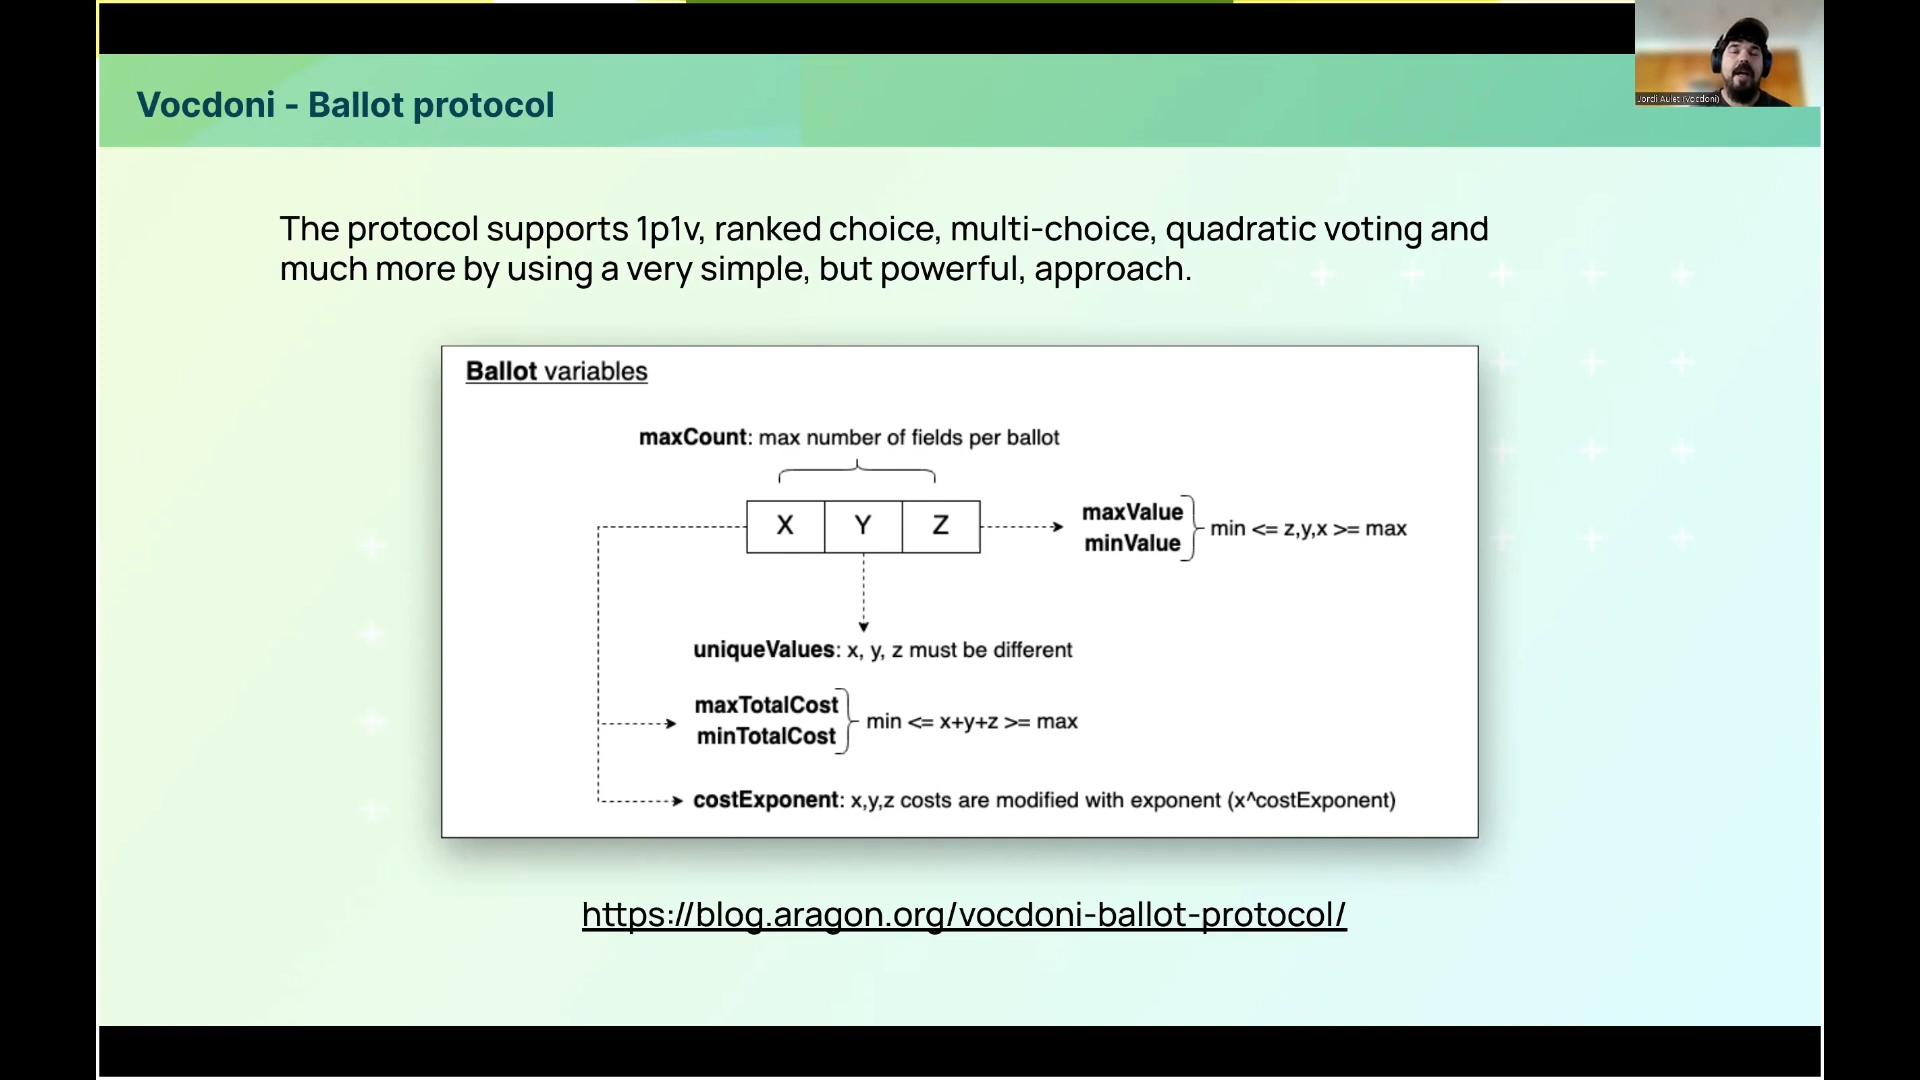 Jordi Aulet (Vocdoni)
Vocdoni - Ballot protocol
The protocol supports 1p1v, ranked choice, multi-choice, quadratic voting and
much more by using a very simple, but powerful, approach.
Ballot variables
maxCount: max number of fields per ballot
X Y Z
maxValue
minValue
min <= z,y,x >= max
uniqueValues: x, y, z must be different
maxTotalCost
minTotalCost
min <= x+y+z >= max
costExponent: x,y,z costs are modified with exponent (x^costExponent)
https://blog.aragon.org/vocdoni-ballot-protocol/